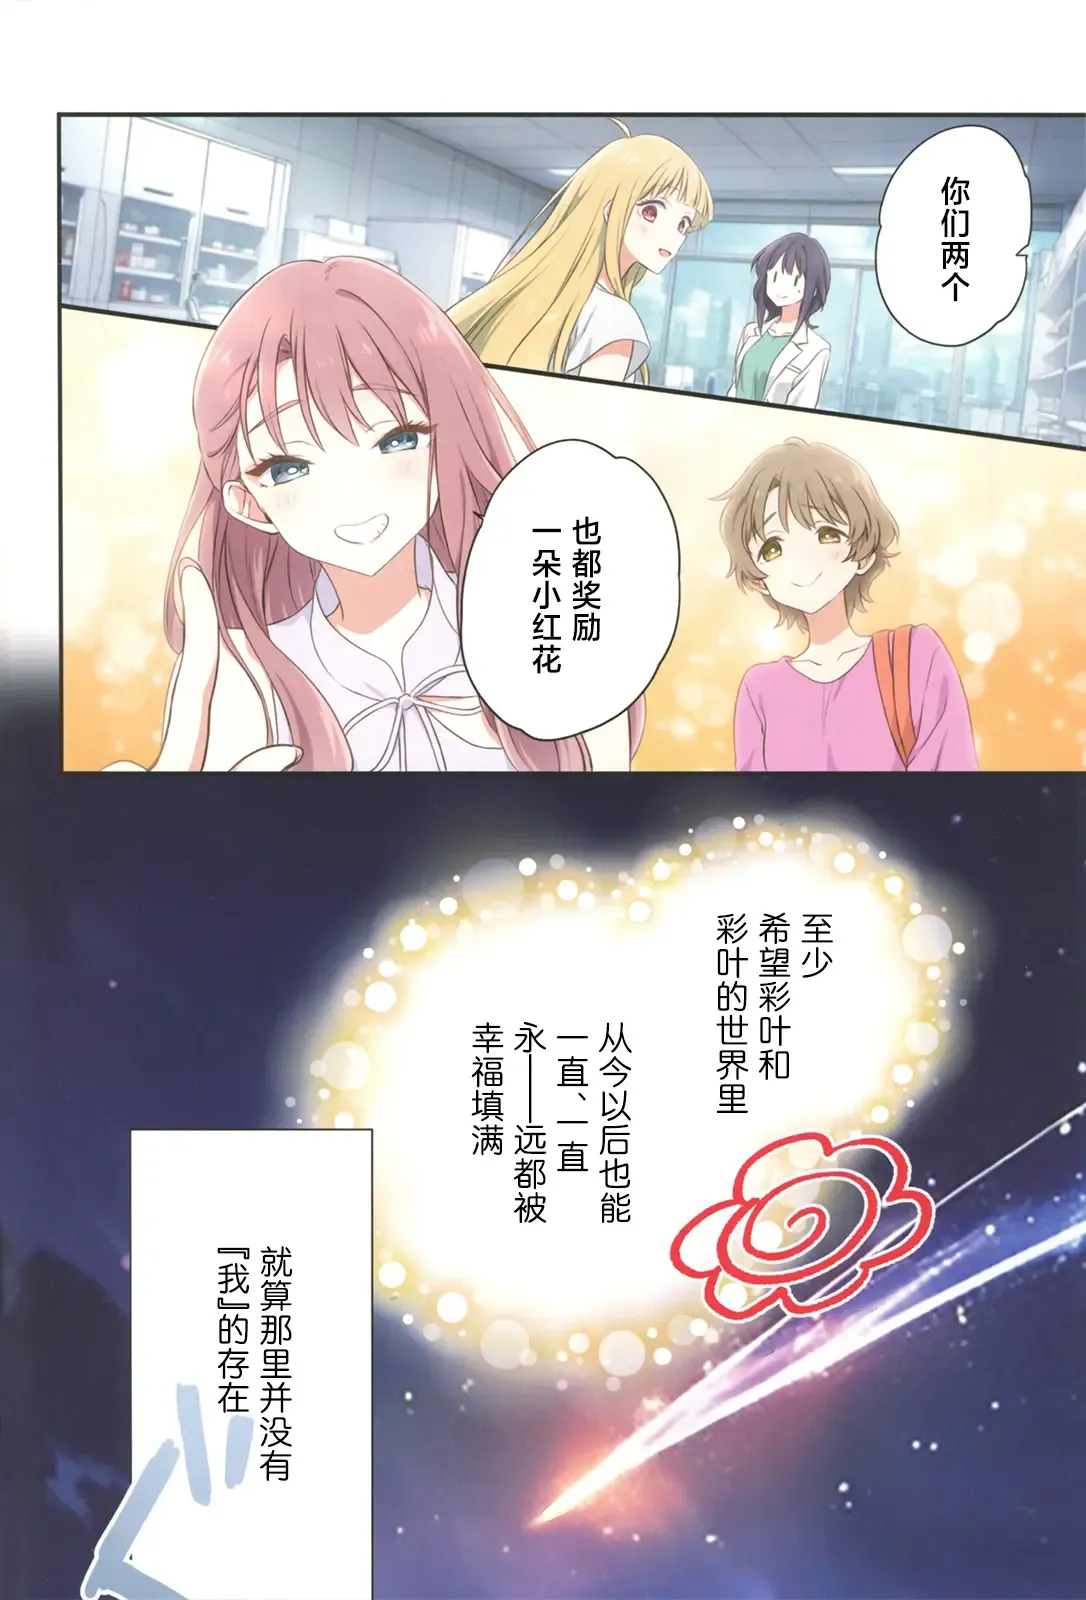 你们两个
也都奖励
一朵小红花
至少
希望彩叶和
彩叶的世界里
从今以后也能
一直、一直
永——远都被
幸福填满
就算那里并没有
『我』的存在